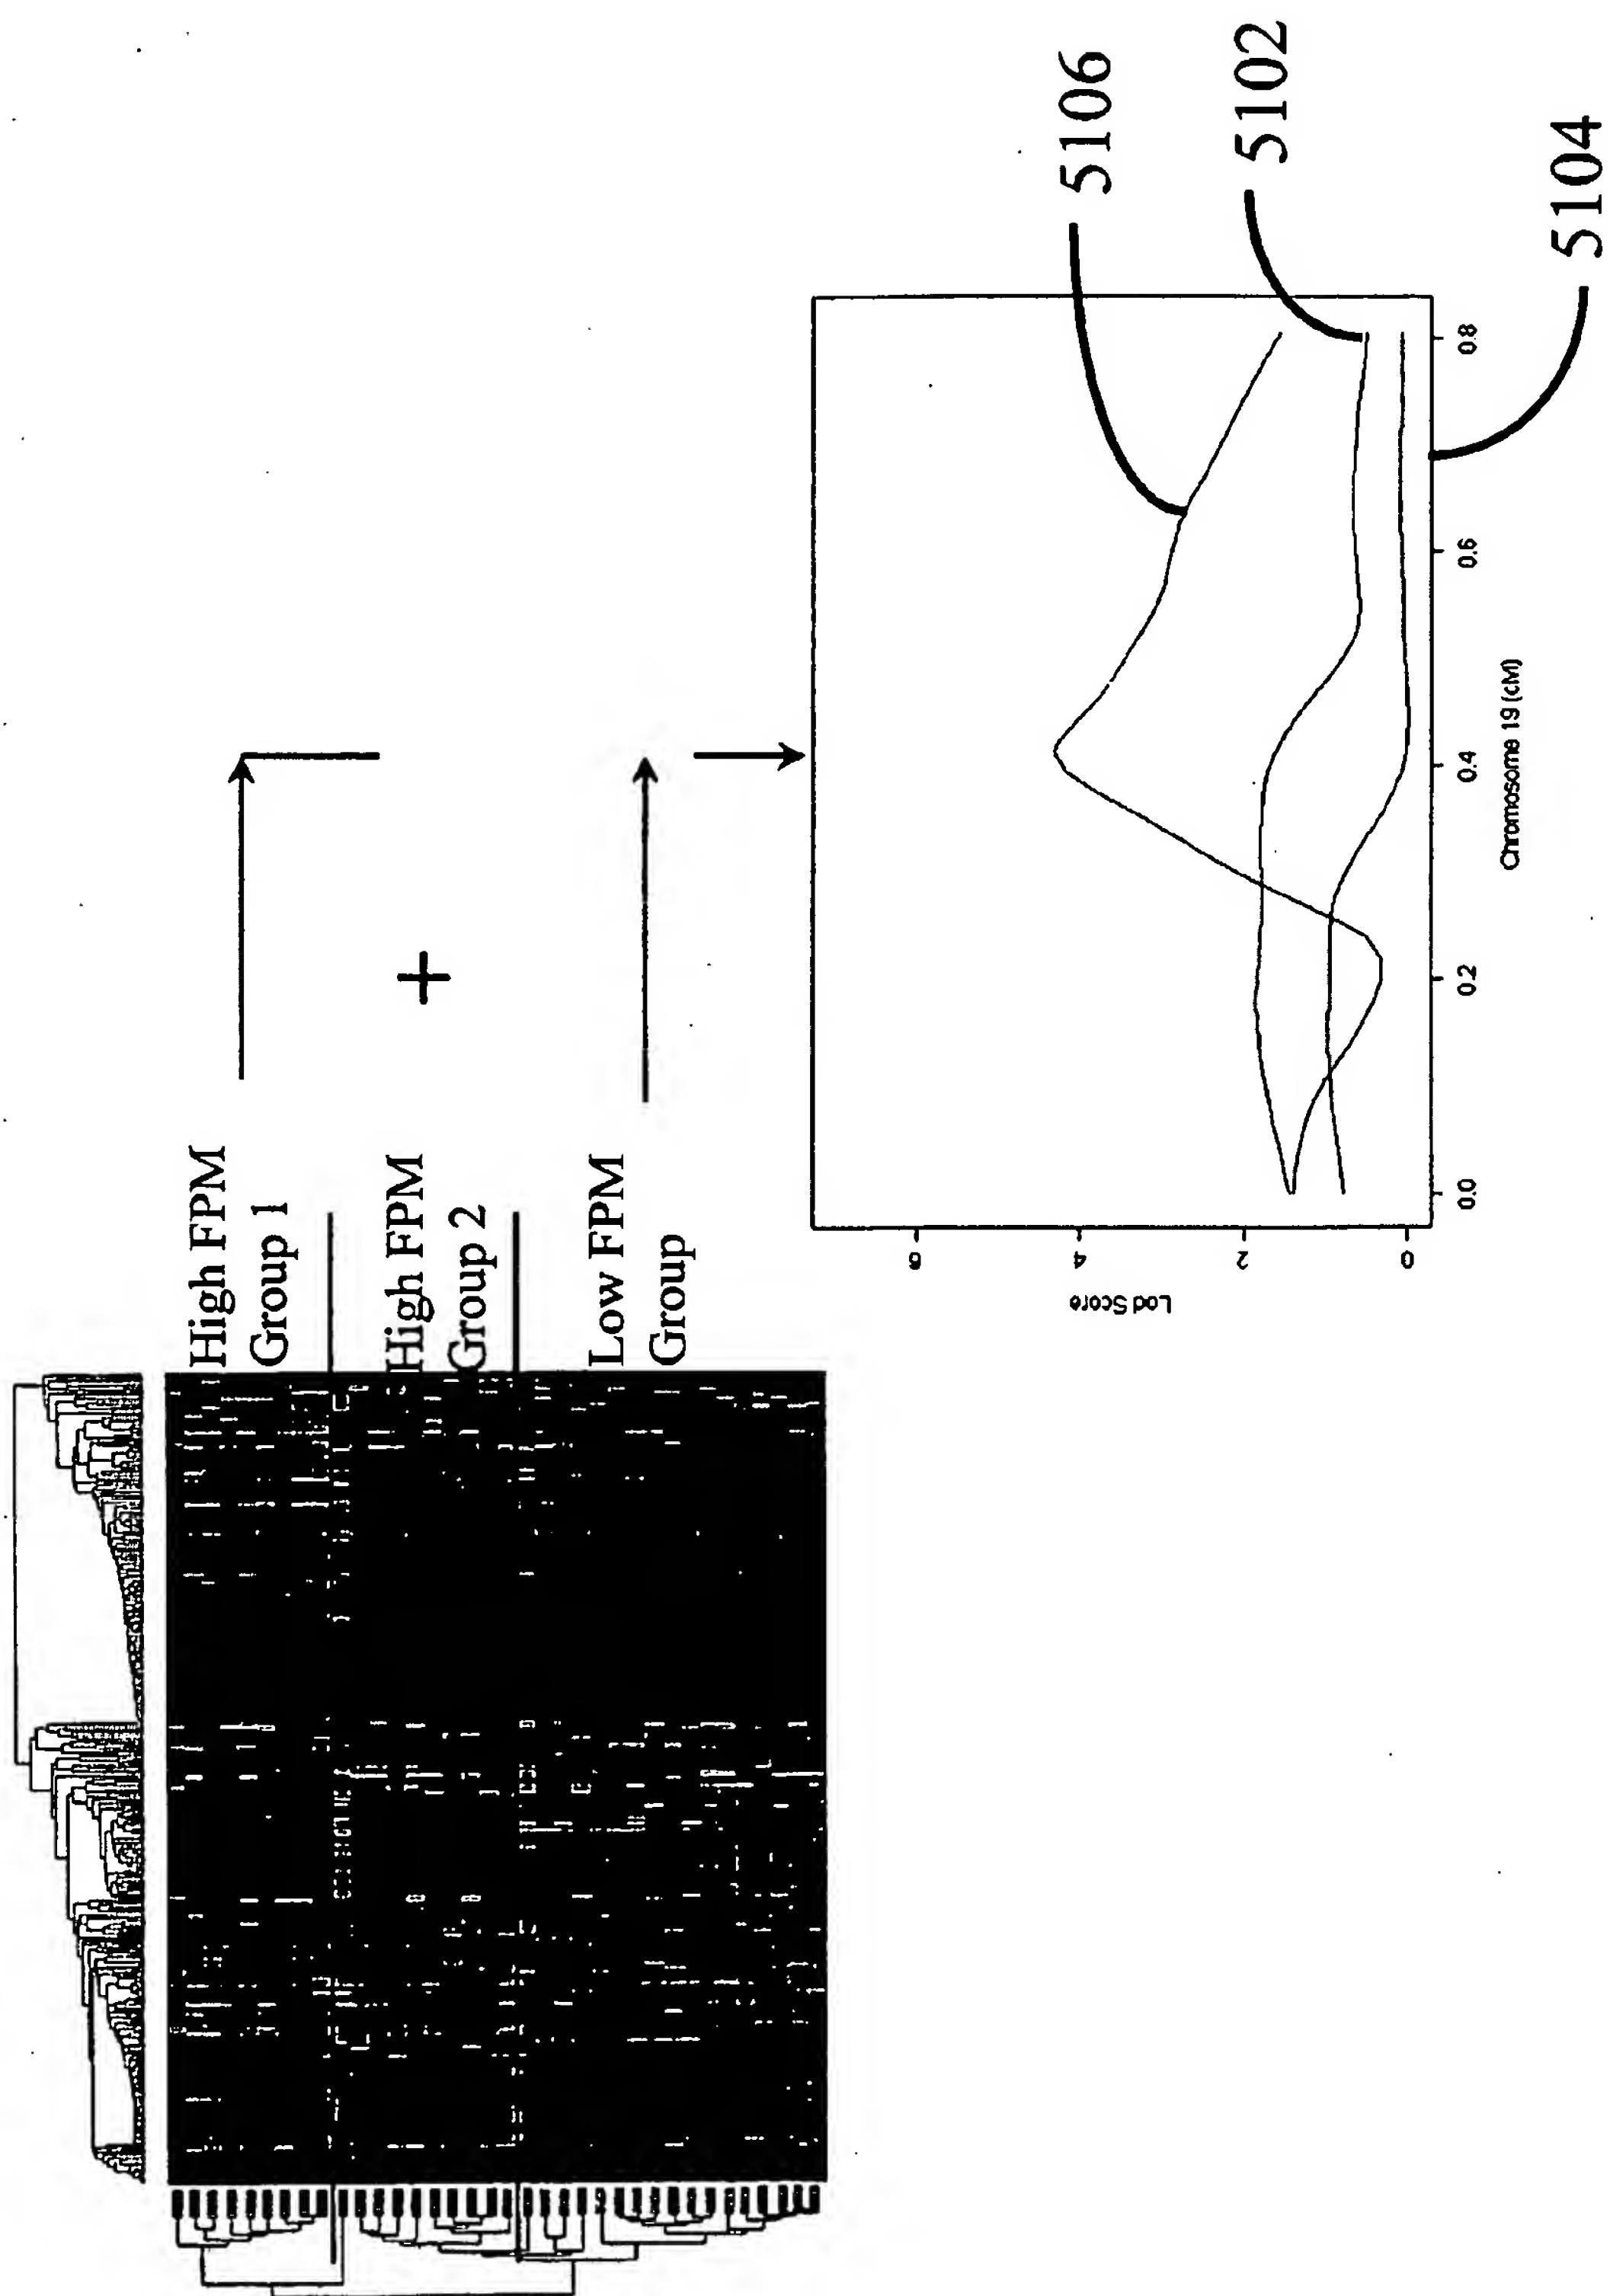 High FPM
Group 1
High FPM
Group 2
Low FPM
Group
+
5106
5102
5104
Lod Score
6
4
2
0
0.0 0.2 0.4 0.6 0.8
Chromosome 19 (cM)